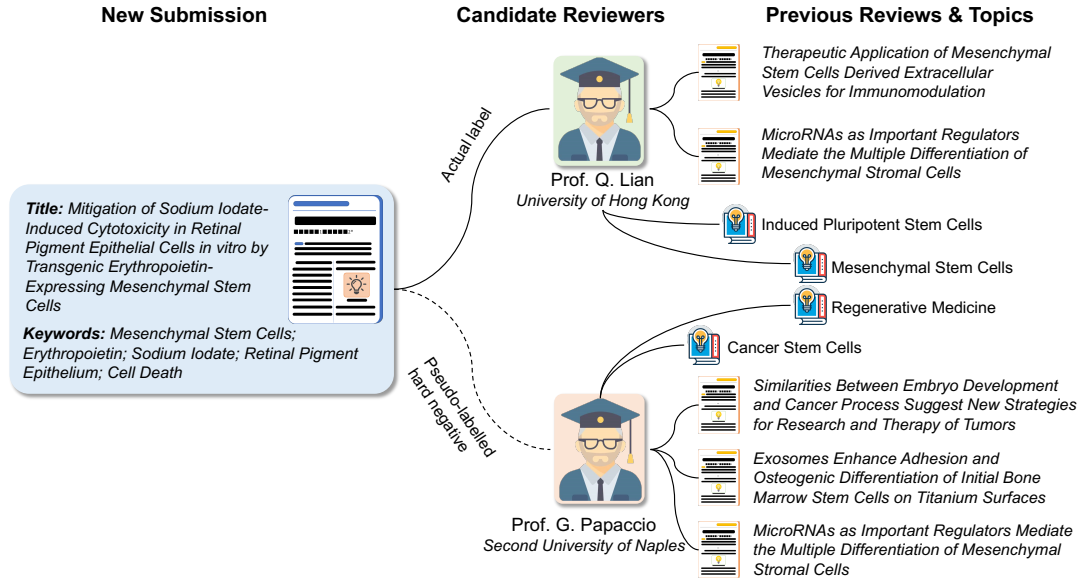 New Submission
Candidate Reviewers
Previous Reviews & Topics
Title: Mitigation of Sodium Iodate-
Induced Cytotoxicity in Retinal
Pigment Epithelial Cells in vitro by
Transgenic Erythropoietin-
Expressing Mesenchymal Stem
Cells
Keywords: Mesenchymal Stem Cells;
Erythropoietin; Sodium Iodate; Retinal Pigment
Epithelium; Cell Death
Actual label
Pseudo-labelled
hard negative
Prof. Q. Lian
University of Hong Kong
Therapeutic Application of Mesenchymal
Stem Cells Derived Extracellular
Vesicles for Immunomodulation
MicroRNAs as Important Regulators
Mediate the Multiple Differentiation of
Mesenchymal Stromal Cells
Induced Pluripotent Stem Cells
Mesenchymal Stem Cells
Regenerative Medicine
Cancer Stem Cells
Prof. G. Papaccio
Second University of Naples
Similarities Between Embryo Development
and Cancer Process Suggest New Strategies
for Research and Therapy of Tumors
Exosomes Enhance Adhesion and
Osteogenic Differentiation of Initial Bone
Marrow Stem Cells on Titanium Surfaces
MicroRNAs as Important Regulators Mediate
the Multiple Differentiation of Mesenchymal
Stromal Cells